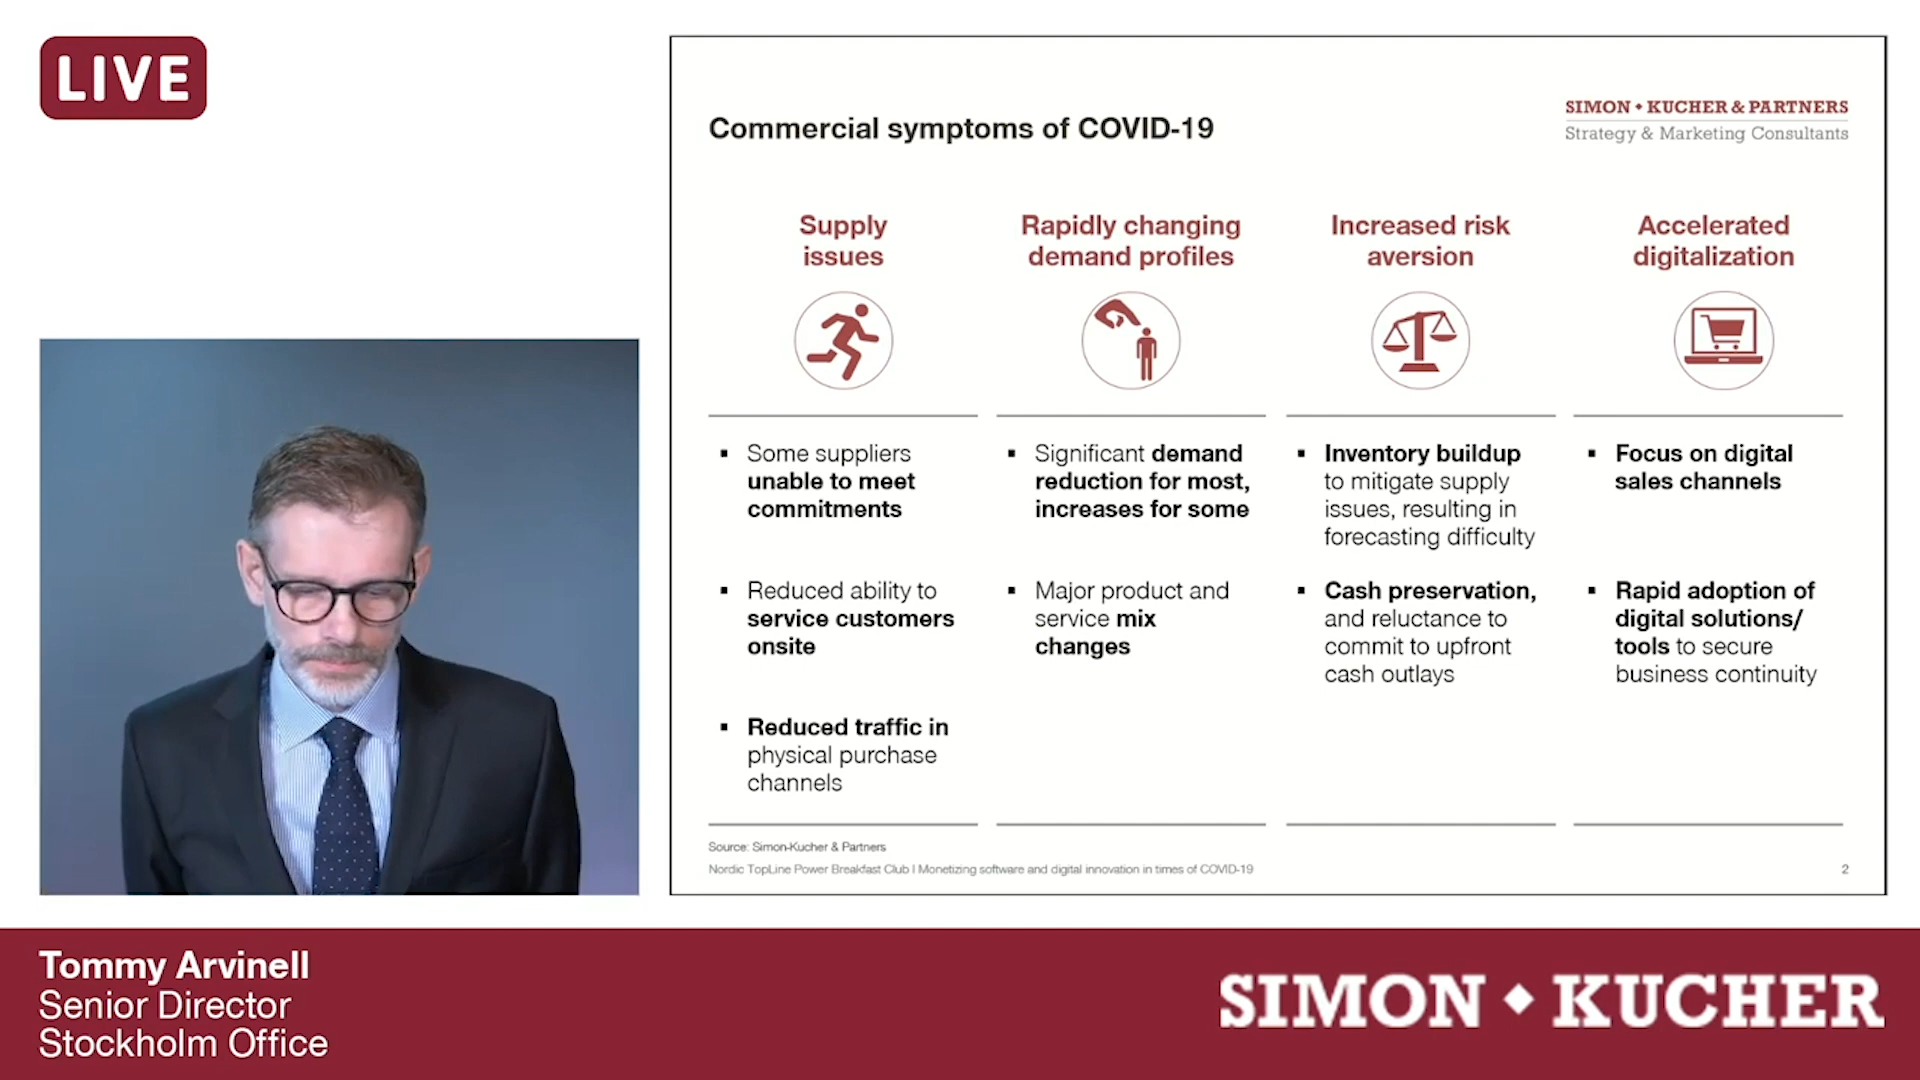 LIVE
Commercial symptoms of COVID-19
SIMON • KUCHER & PARTNERS
Strategy & Marketing Consultants
Supply
issues
Some suppliers
unable to meet
commitments
Reduced ability to
service customers
onsite
Reduced traffic in
physical purchase
channels
Rapidly changing
demand profiles
Significant demand
reduction for most,
increases for some
Major product and
service mix
changes
Increased risk
aversion
Inventory buildup
to mitigate supply
issues, resulting in
forecasting difficulty
Cash preservation,
and reluctance to
commit to upfront
cash outlays
Accelerated
digitalization
Focus on digital
sales channels
Rapid adoption of
digital solutions/
tools to secure
business continuity
Source: Simon-Kucher & Partners
Nordic TopLine Power Breakfast Club | Monetizing software and digital innovation in times of COVID-19
2
Tommy Arvinell
Senior Director
Stockholm Office
SIMON ◆ KUCHER